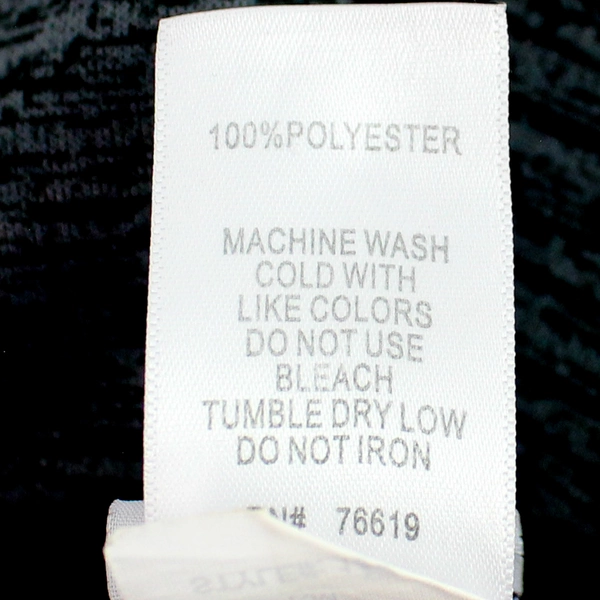 100%POLYESTER
MACHINE WASH
COLD WITH
LIKE COLORS
DO NOT USE
BLEACH
TUMBLE DRY LOW
DO NOT IRON
76619